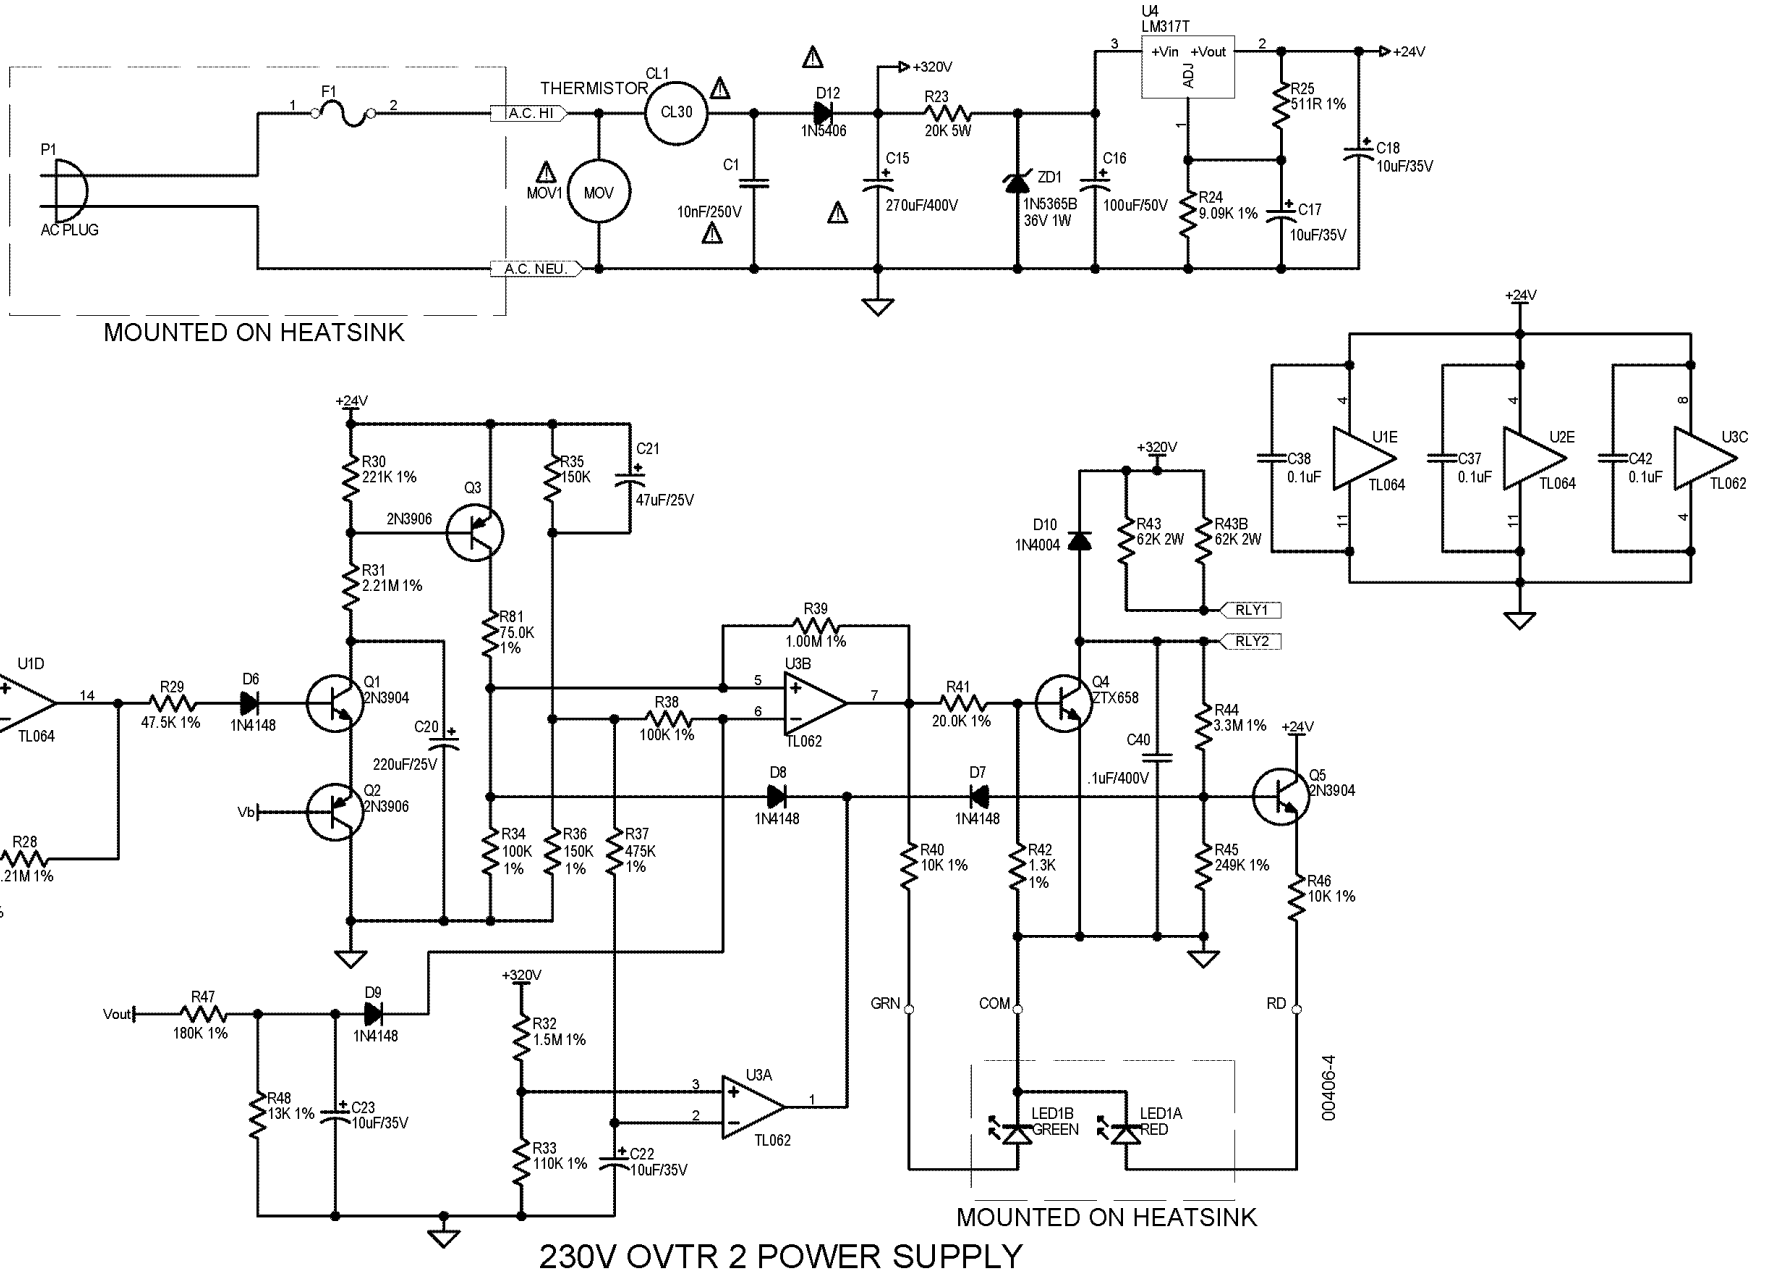 U4
LM317T
3
+Vin +Vout
2
+24V
ADJ
1
THERMISTOR
CL1
CL30
D12
1N5406
+320V
R23
20K 5W
R25
511R 1%
F1
1
2
A.C. HI
P1
AC PLUG
MOV1
MOV
C1
10nF/250V
C15
270uF/400V
ZD1
1N5365B
36V 1W
C16
100uF/50V
R24
9.09K 1%
C17
10uF/35V
C18
10uF/35V
A.C. NEU.
MOUNTED ON HEATSINK
+24V
4
4
8
U1E
U2E
U3C
C38
0.1uF
C37
0.1uF
C42
0.1uF
TL064
TL064
TL062
11
11
4
+24V
R30
221K 1%
Q3
2N3906
R35
150K
C21
47uF/25V
R31
2.21M 1%
+320V
D10
1N4004
R43
62K 2W
R43B
62K 2W
RLY1
RLY2
R81
75.0K
1%
R39
1.00M 1%
U1D
14
TL064
R29
47.5K 1%
D6
1N4148
Q1
2N3904
C20
220uF/25V
R38
100K 1%
U3B
5
6
7
TL062
R41
20.0K 1%
Q4
ZTX658
C40
.1uF/400V
R44
3.3M 1%
+24V
Vb
Q2
2N3906
D8
1N4148
D7
1N4148
Q5
2N3904
R28
.21M 1%
%
R34
100K
1%
R36
150K
1%
R37
475K
1%
R40
10K 1%
R42
1.3K
1%
R45
249K 1%
R46
10K 1%
+320V
Vout
R47
180K 1%
D9
1N4148
R32
1.5M 1%
GRN
COM
RD
R48
13K 1%
C23
10uF/35V
3
2
U3A
1
TL062
R33
110K 1%
C22
10uF/35V
LED1B
GREEN
LED1A
RED
00406-4
MOUNTED ON HEATSINK
230V OVTR 2 POWER SUPPLY